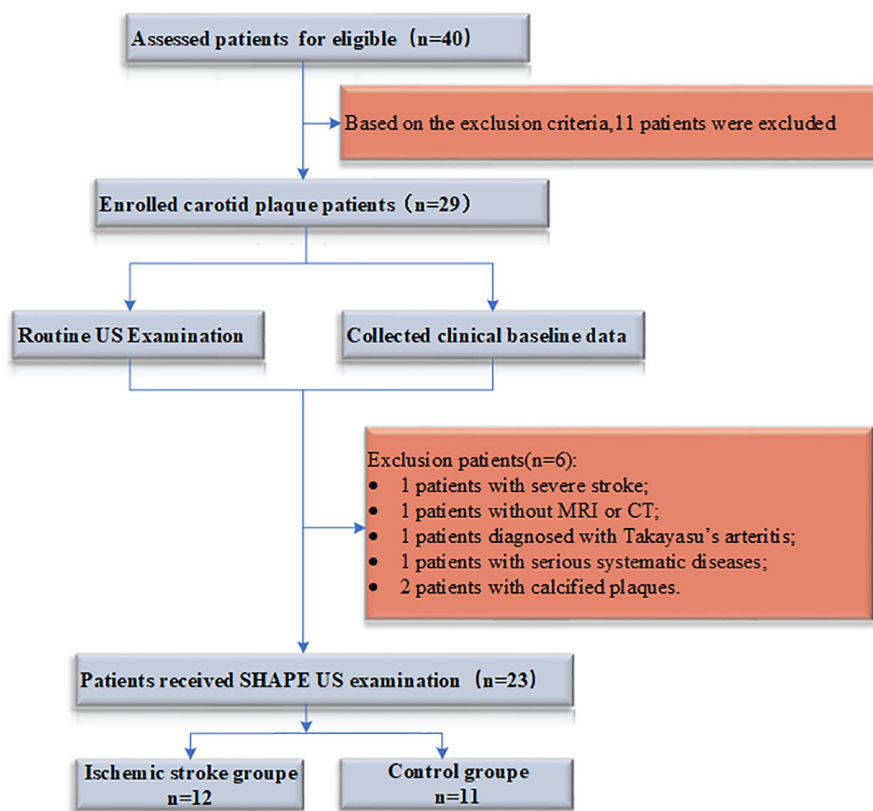 Assessed patients for eligible（n=40）
Based on the exclusion criteria,11 patients were excluded
Enrolled carotid plaque patients（n=29）
Routine US Examination
Collected clinical baseline data
Exclusion patients(n=6):
● 1 patients with severe stroke;
● 1 patients without MRI or CT;
● 1 patients diagnosed with Takayasu’s arteritis;
● 1 patients with serious systematic diseases;
● 2 patients with calcified plaques.
Patients received SHAPE US examination（n=23）
Ischemic stroke groupe
n=12
Control groupe
n=11